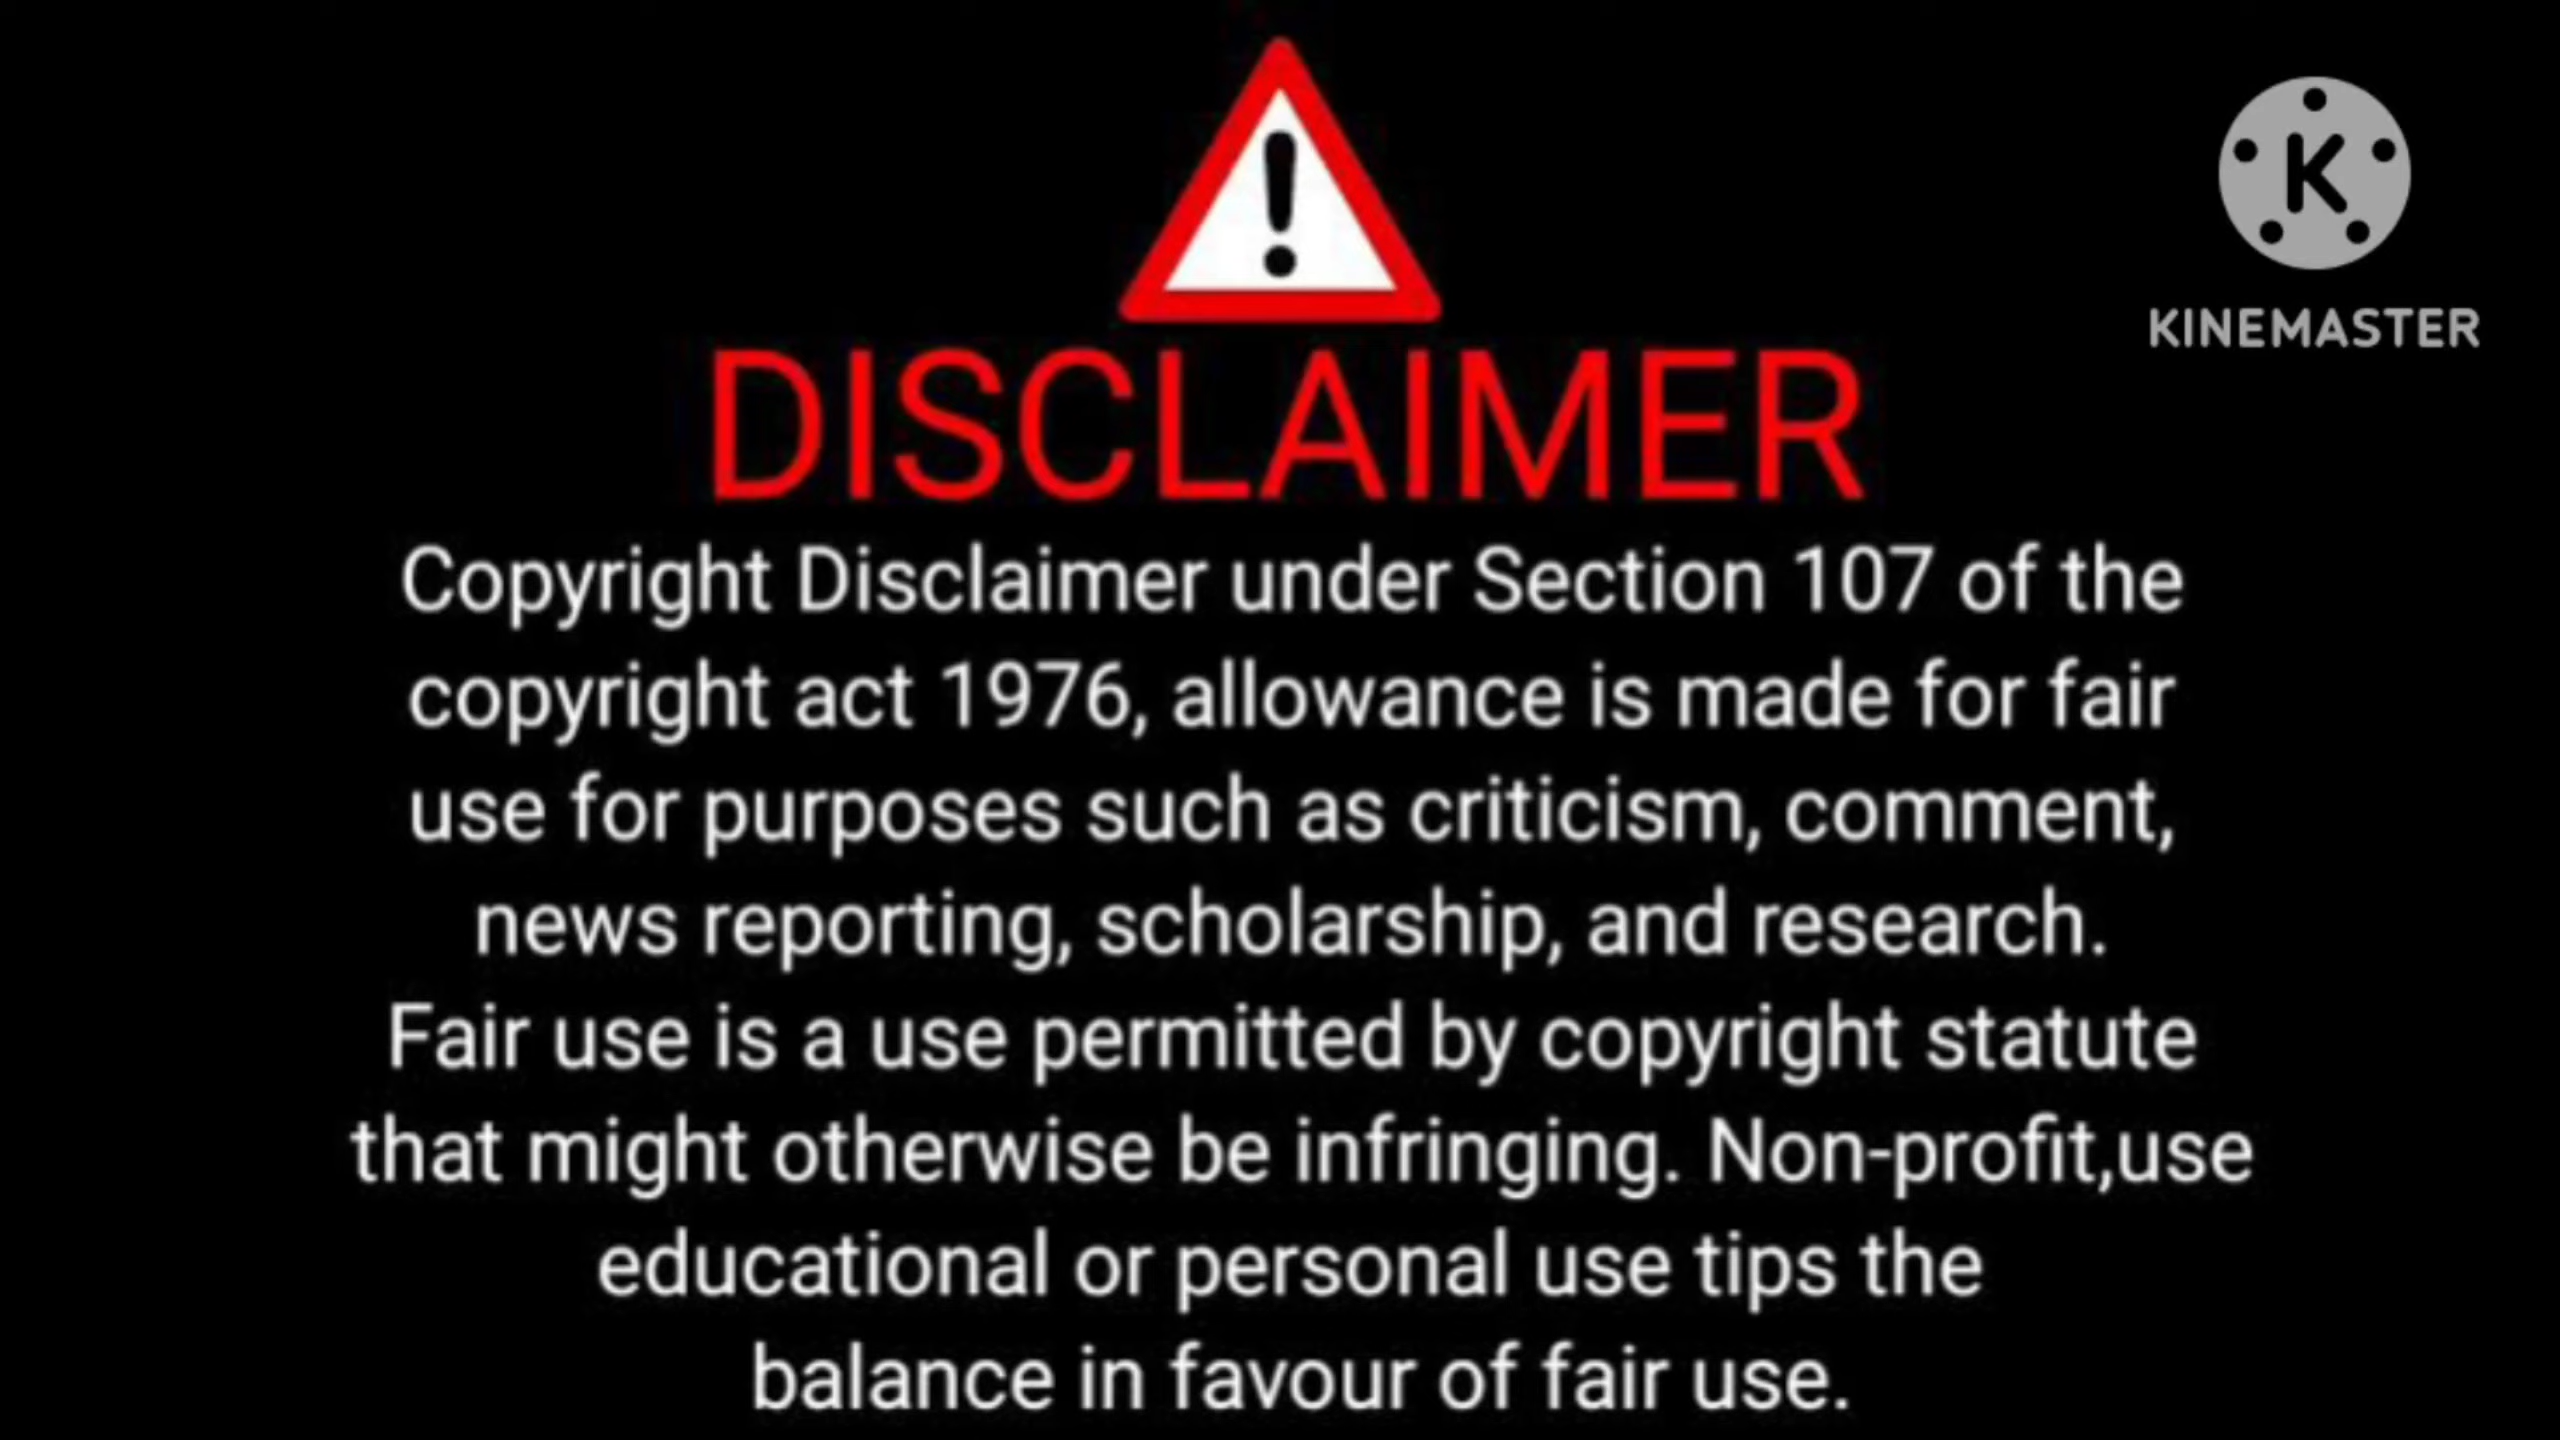 !
K
KINEMASTER
DISCLAIMER
Copyright Disclaimer under Section 107 of the
copyright act 1976, allowance is made for fair
use for purposes such as criticism, comment,
news reporting, scholarship, and research.
Fair use is a use permitted by copyright statute
that might otherwise be infringing. Non-profit,use
educational or personal use tips the
balance in favour of fair use.